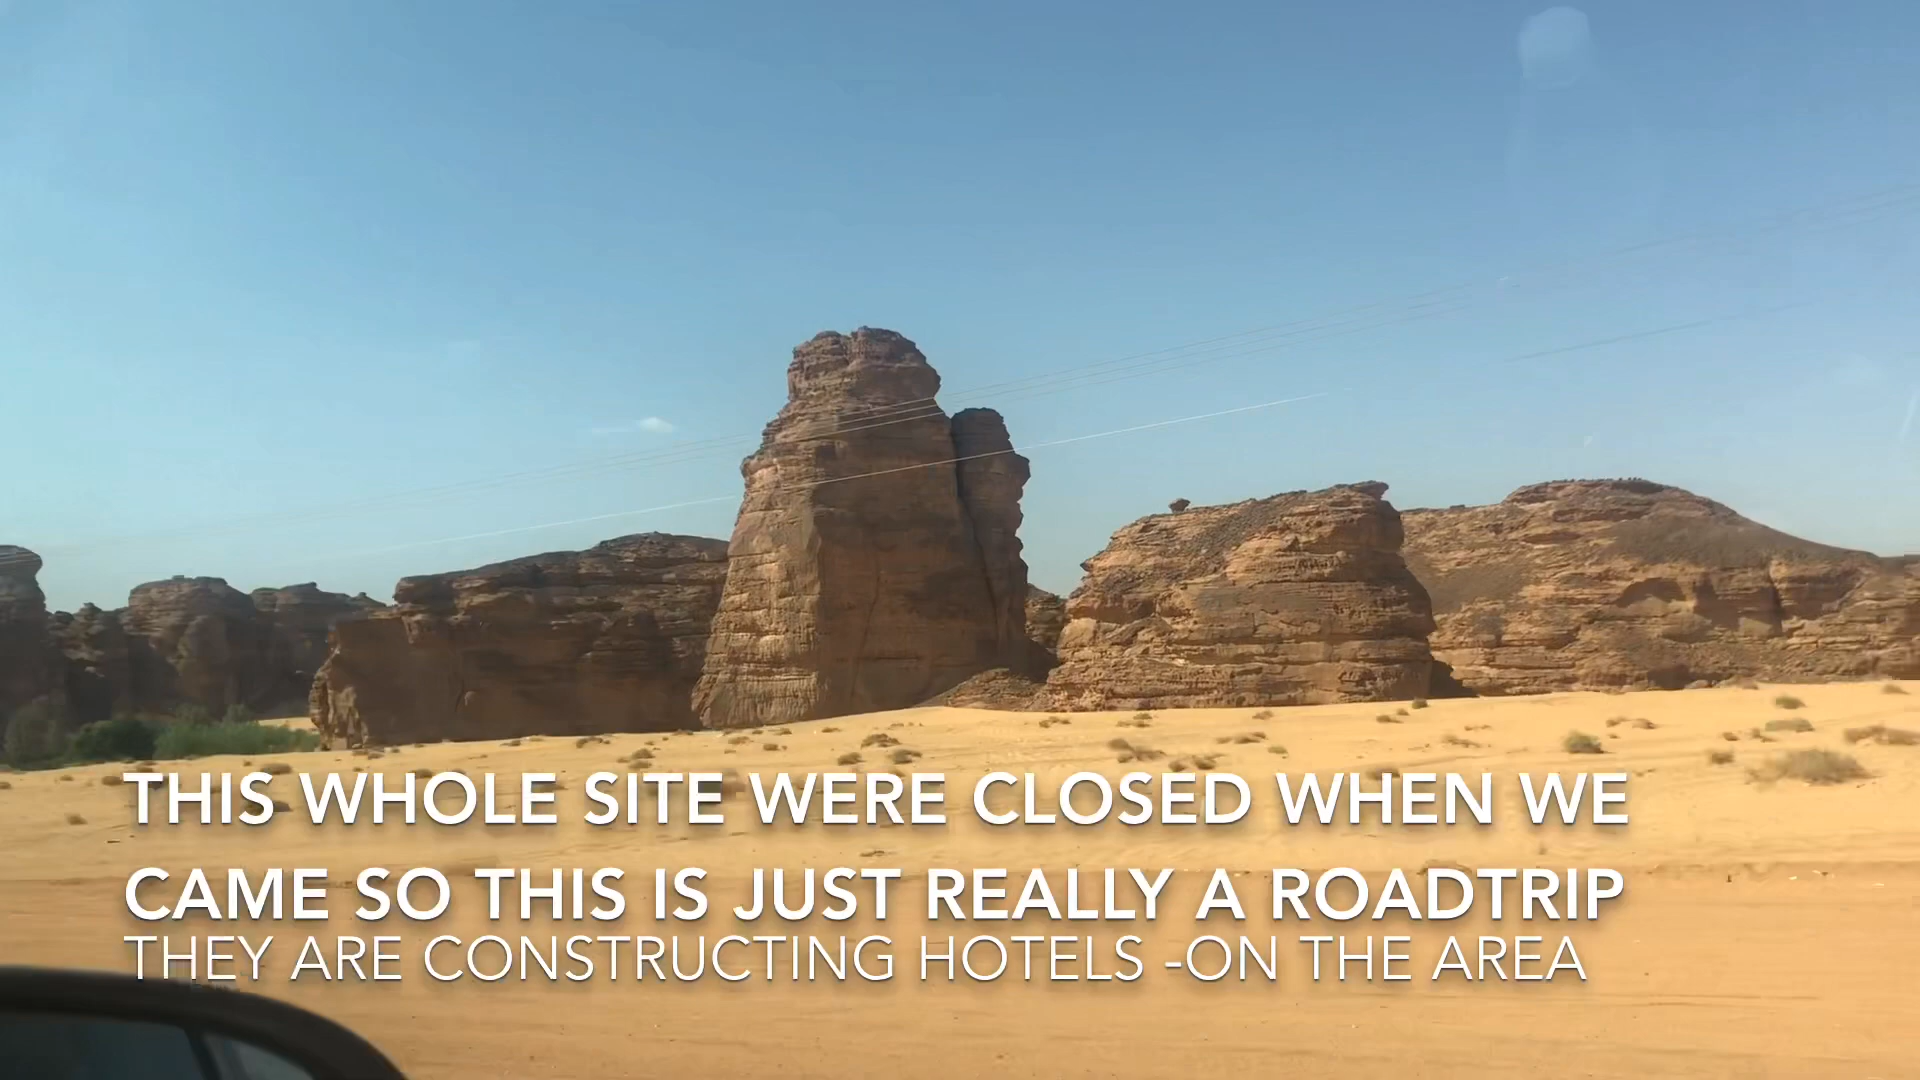 THIS WHOLE SITE WERE CLOSED WHEN WE
CAME SO THIS IS JUST REALLY A ROADTRIP
THEY ARE CONSTRUCTING HOTELS -ON THE AREA